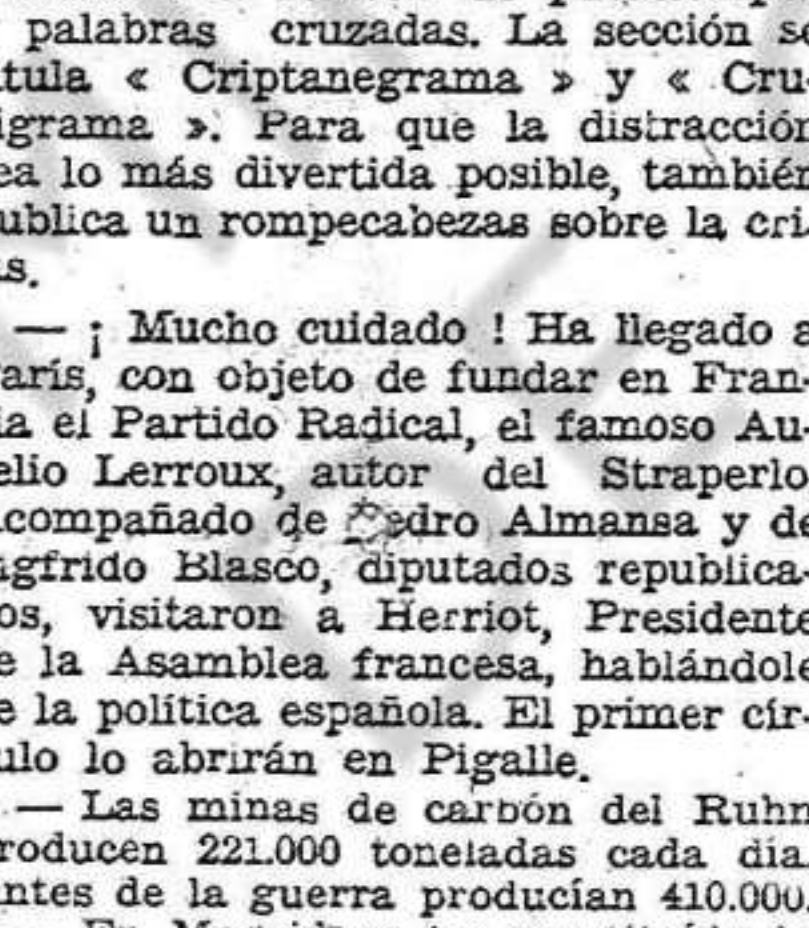 palabras cruzadas. La sección s
tula « Criptanegrama » y « Cru
igrama ». Para que la distracción
ea lo más divertida posible, también
ublica un rompecabezas sobre la cri
s.
— ¡ Mucho cuidado ! Ha llegado a
arís, con objeto de fundar en Fran-
ia el Partido Radical, el famoso Au-
elio Lerroux, autor del Straperlo
compañado de Pedro Almansa y de
gfrido Blasco, diputados republica-
os, visitaron a Herriot, Presidente
e la Asamblea francesa, hablándole
e la política española. El primer cír-
ulo lo abrirán en Pigalle.
— Las minas de carbón del Ruhn
roducen 221.000 toneladas cada día.
ntes de la guerra producían 410.000.